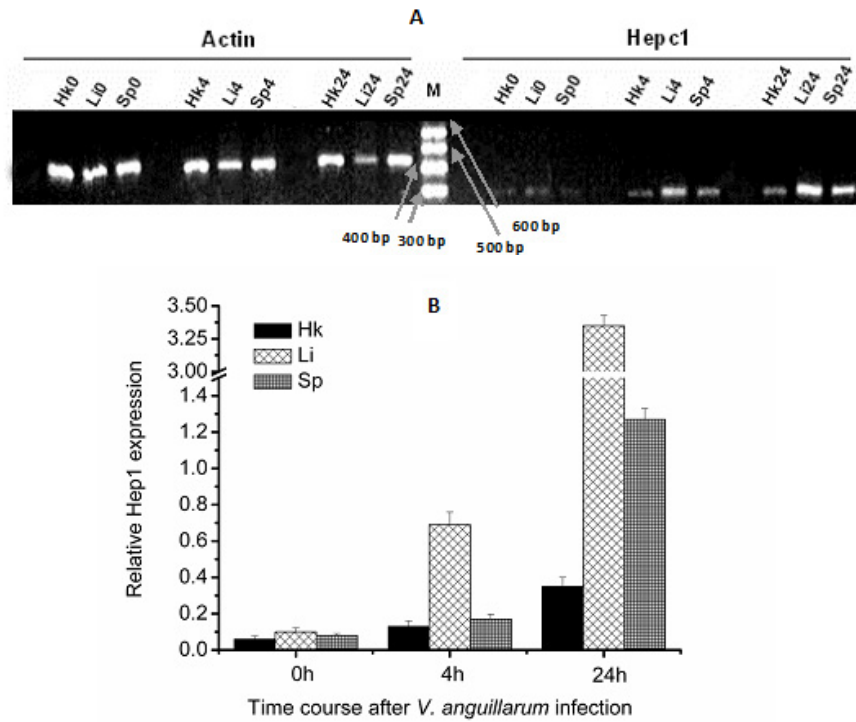 A
Actin Hepc1
Hk0 Li0 Sp0 Hk4 Li4 Sp4 Hk24 Li24 Sp24 M Hk0 Li0 Sp0 Hk4 Li4 Sp4 Hk24 Li24 Sp24
400 bp 300 bp 500 bp 600 bp
B
Relative Hep1 expression
3.50
3.25
3.00
1.4
1.2
1.0
0.8
0.6
0.4
0.2
0.0
Hk
Li
Sp
0h 4h 24h
Time course after V. anguillarum infection